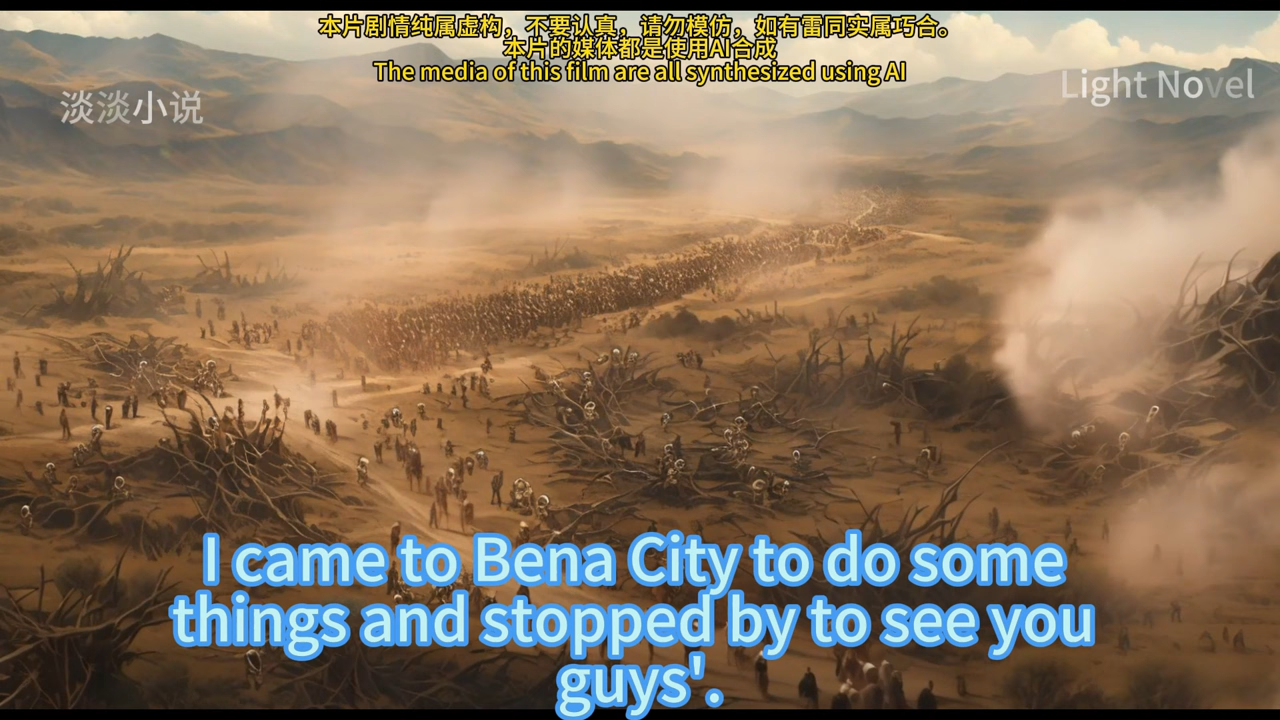 本片剧情纯属虚构，不要认真，请勿模仿，如有雷同实属巧合。
本片的媒体都是使用AI合成
The media of this film are all synthesized using AI
淡淡小说
Light Novel
I came to Bena City to do some
things and stopped by to see you
guys'.